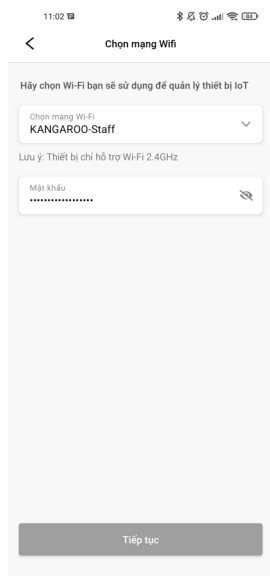 11:02
84
Chọn mạng Wifi
Hãy chọn Wi-Fi bạn sẽ sử dụng để quản lý thiết bị IoT
Chọn mạng Wi-Fi
KANGAROO-Staff
Lưu ý: Thiết bị chỉ hỗ trợ Wi-Fi 2.4GHz
Mật khẩu
••••••••••••••••••
Tiếp tục